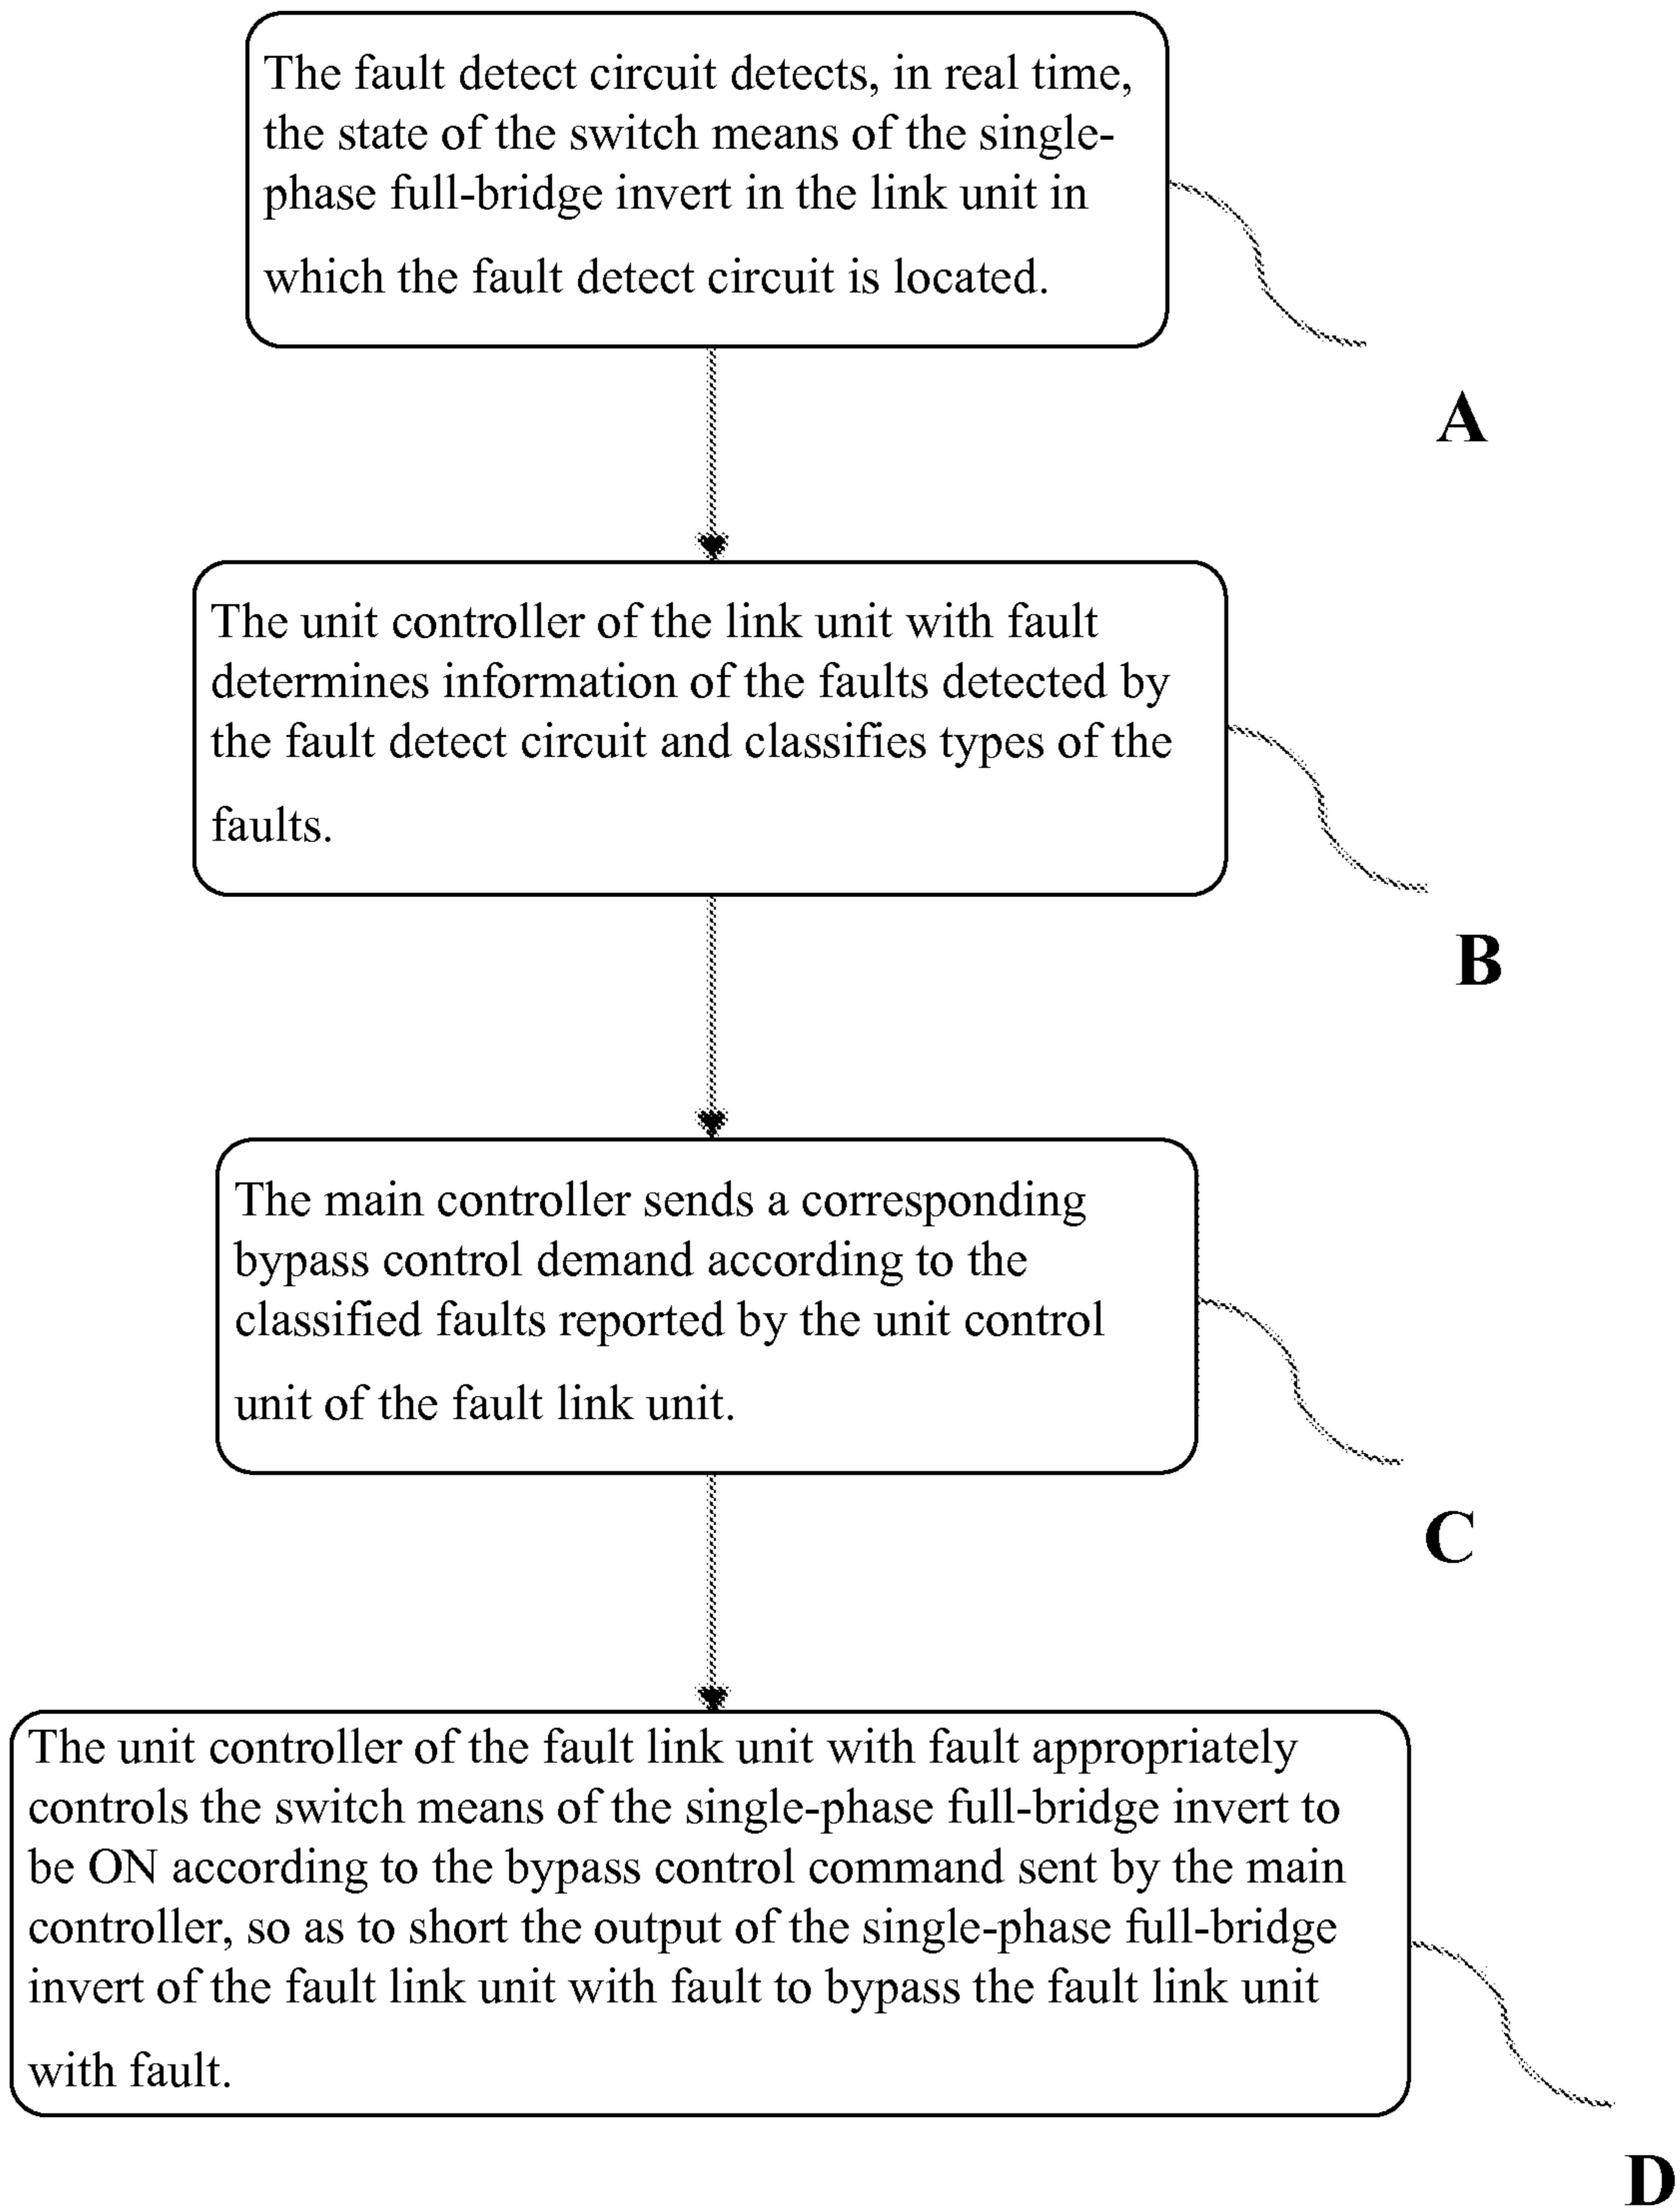 The fault detect circuit detects, in real time,
the state of the switch means of the single-
phase full-bridge invert in the link unit in
which the fault detect circuit is located.
A
The unit controller of the link unit with fault
determines information of the faults detected by
the fault detect circuit and classifies types of the
faults.
B
The main controller sends a corresponding
bypass control demand according to the
classified faults reported by the unit control
unit of the fault link unit.
C
The unit controller of the fault link unit with fault appropriately
controls the switch means of the single-phase full-bridge invert to
be ON according to the bypass control command sent by the main
controller, so as to short the output of the single-phase full-bridge
invert of the fault link unit with fault to bypass the fault link unit
with fault.
D